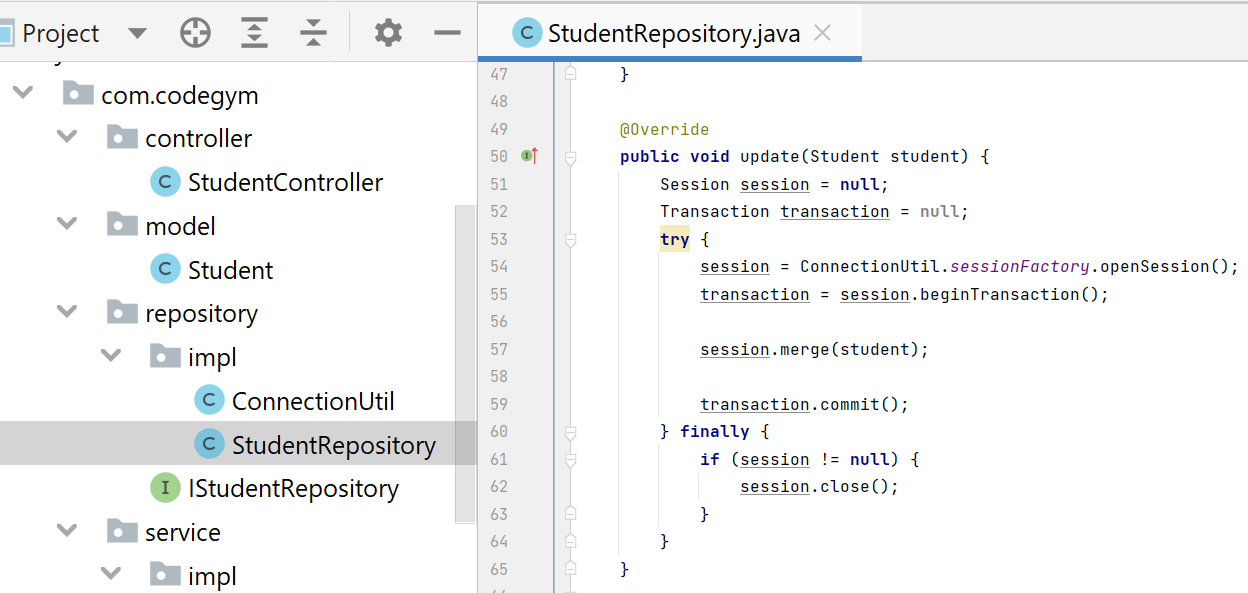 Project
com.codegym
controller
C StudentController
model
C Student
repository
impl
C ConnectionUtil
C StudentRepository
I IStudentRepository
service
impl
C StudentRepository.java
47 }
48
49 @Override
50 I public void update(Student student) {
51 Session session = null;
52 Transaction transaction = null;
53 try {
54 session = ConnectionUtil.sessionFactory.openSession();
55 transaction = session.beginTransaction();
56
57 session.merge(student);
58
59 transaction.commit();
60 } finally {
61 if (session != null) {
62 session.close();
63 }
64 }
65 }